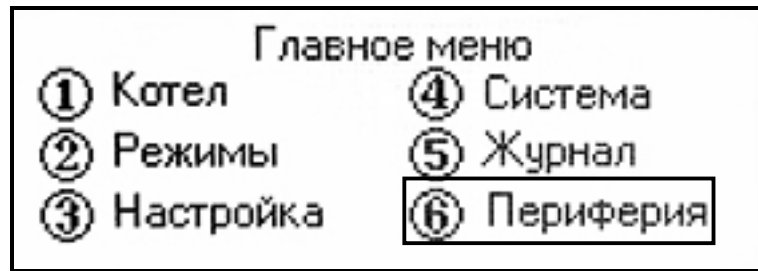 Главное меню
① Котел
④ Система
② Режимы
⑤ Журнал
③ Настройка
⑥ Периферия